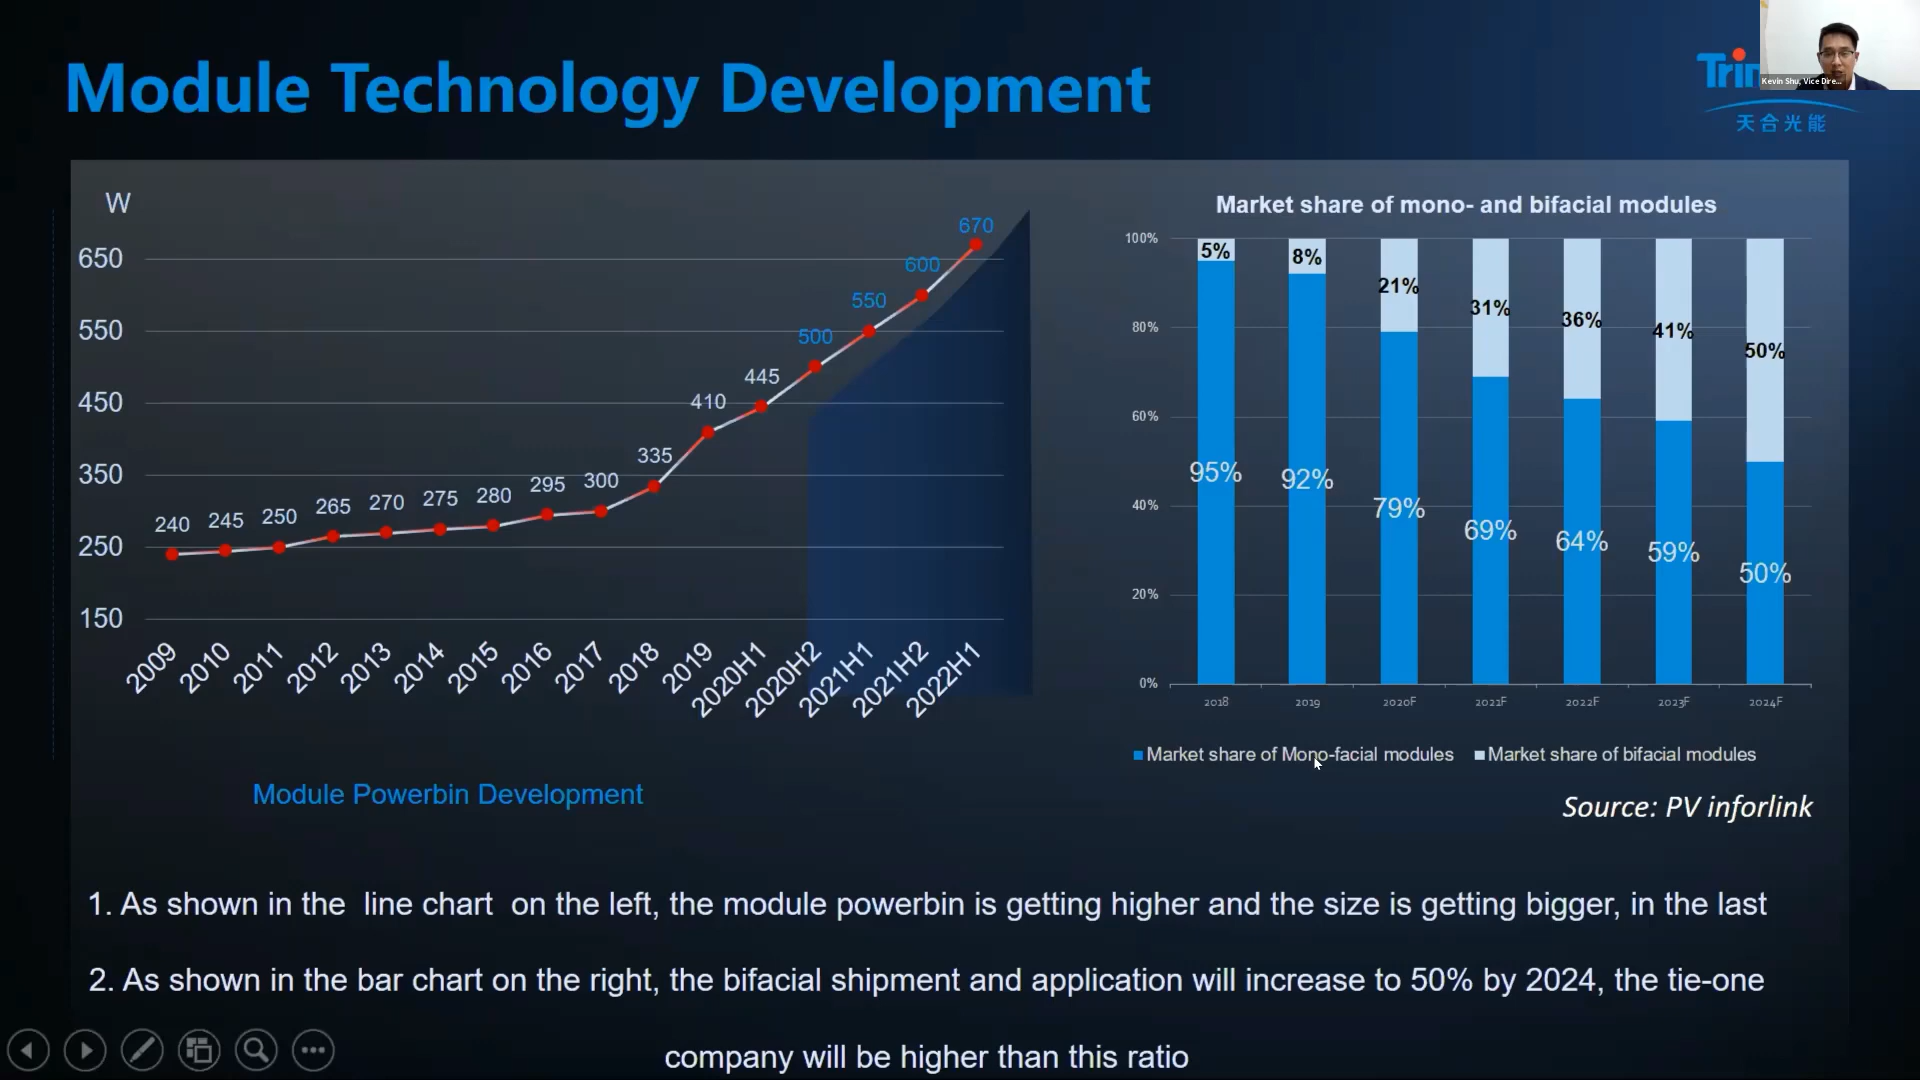 Module Technology Development
Kevin Shu, Vice Dire...
天合光能
W
650
550
450
350
250
150
240
245
250
265
270
275
280
295
300
335
410
445
500
550
600
670
2009
2010
2011
2012
2013
2014
2015
2016
2017
2018
2019
2020H1
2020H2
2021H1
2021H2
2022H1
Module Powerbin Development
Market share of mono- and bifacial modules
100%
80%
60%
40%
20%
0%
5%
8%
21%
31%
36%
41%
50%
95%
92%
79%
69%
64%
59%
50%
2018
2019
2020F
2021F
2022F
2023F
2024F
Market share of Mono-facial modules
Market share of bifacial modules
Source: PV inforlink
1. As shown in the line chart on the left, the module powerbin is getting higher and the size is getting bigger, in the last
2. As shown in the bar chart on the right, the bifacial shipment and application will increase to 50% by 2024, the tie-one
company will be higher than this ratio